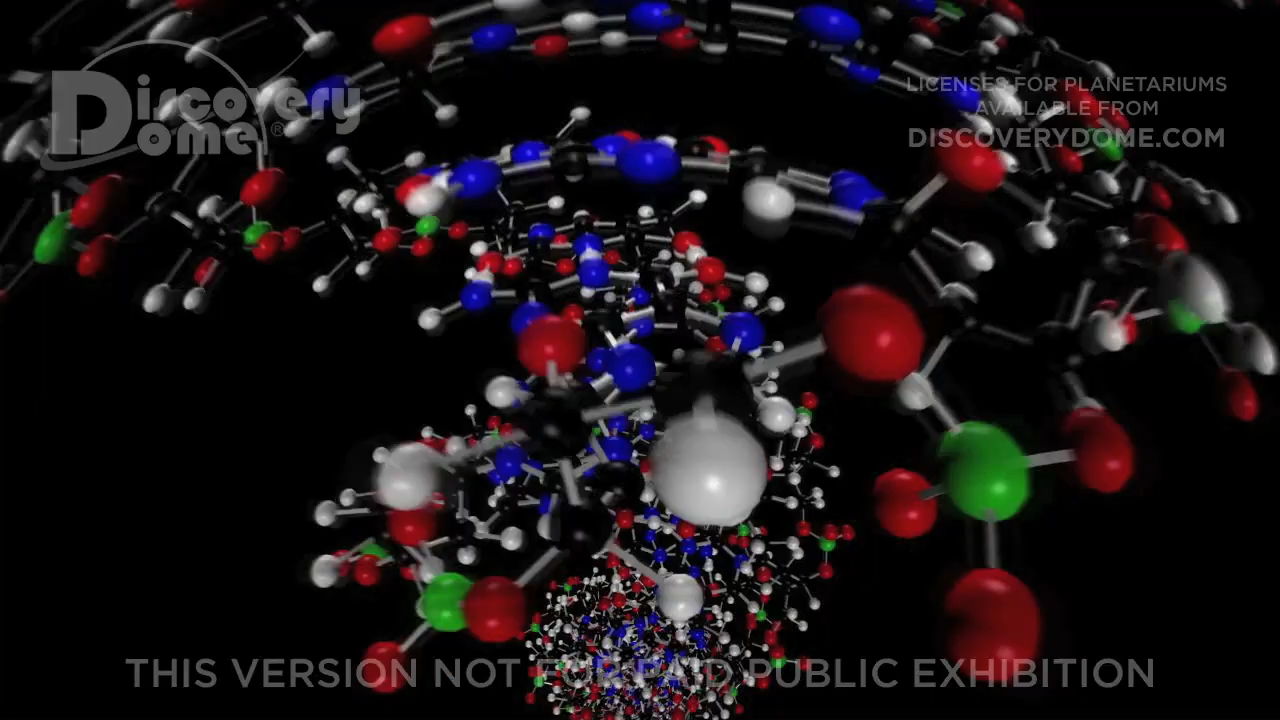 Discovery
Dome®
LICENSES FOR PLANETARIUMS
AVAILABLE FROM
DISCOVERYDOME.COM
THIS VERSION NOT FOR PAID PUBLIC EXHIBITION